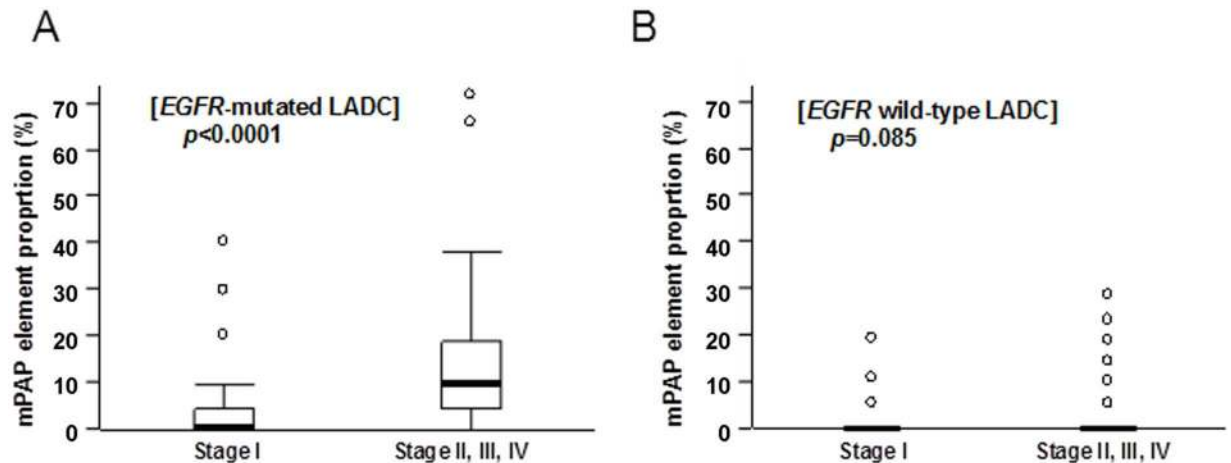 A
[EGFR-mutated LADC]
p<0.0001
mPAP element proprtion (%)
70
60
50
40
30
20
10
0
Stage I
Stage II, III, IV
B
[EGFR wild-type LADC]
p=0.085
mPAP element proprtion (%)
70
60
50
40
30
20
10
0
Stage I
Stage II, III, IV